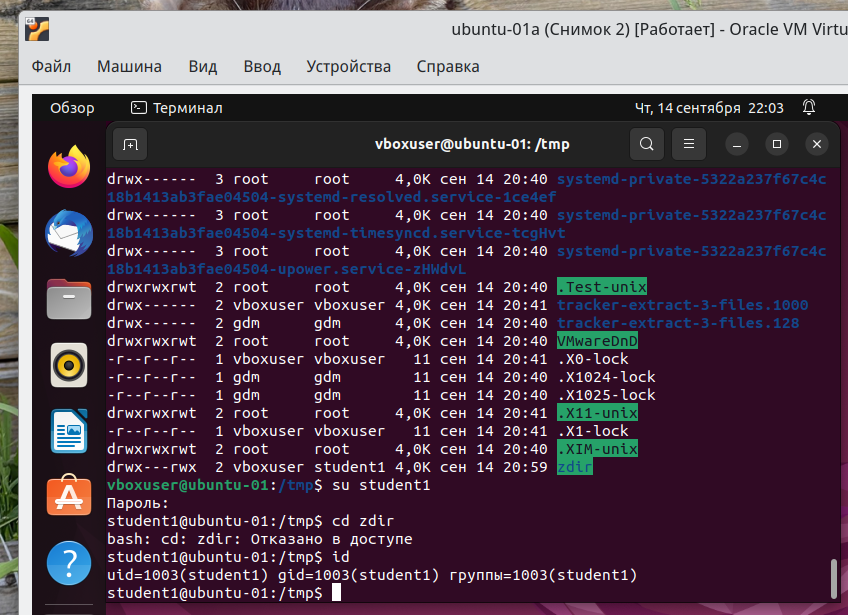 ubuntu-01a (Снимок 2) [Работает] - Oracle VM Virtu
Файл Машина Вид Ввод Устройства Справка
Обзор Терминал Чт, 14 сентября 22:03
vboxuser@ubuntu-01: /tmp
drwx------ 3 root root 4,0K сен 14 20:40 systemd-private-5322a237f67c4c
18b1413ab3fae04504-systemd-resolved.service-1ce4ef
drwx------ 3 root root 4,0K сен 14 20:40 systemd-private-5322a237f67c4c
18b1413ab3fae04504-systemd-timesyncd.service-tcgHvt
drwx------ 3 root root 4,0K сен 14 20:40 systemd-private-5322a237f67c4c
18b1413ab3fae04504-upower.service-zHWdvL
drwxrwxrwt 2 root root 4,0K сен 14 20:40 .Test-unix
drwx------ 2 vboxuser vboxuser 4,0K сен 14 20:41 tracker-extract-3-files.1000
drwx------ 2 gdm gdm 4,0K сен 14 20:40 tracker-extract-3-files.128
drwxrwxrwt 2 root root 4,0K сен 14 20:40 VMwareDnD
-r--r--r-- 1 vboxuser vboxuser 11 сен 14 20:41 .X0-lock
-r--r--r-- 1 gdm gdm 11 сен 14 20:40 .X1024-lock
-r--r--r-- 1 gdm gdm 11 сен 14 20:40 .X1025-lock
drwxrwxrwt 2 root root 4,0K сен 14 20:41 .X11-unix
-r--r--r-- 1 vboxuser vboxuser 11 сен 14 20:41 .X1-lock
drwxrwxrwt 2 root root 4,0K сен 14 20:40 .XIM-unix
drwx---rwx 2 vboxuser student1 4,0K сен 14 20:59 zdir
vboxuser@ubuntu-01:/tmp$ su student1
Пароль:
student1@ubuntu-01:/tmp$ cd zdir
bash: cd: zdir: Отказано в доступе
student1@ubuntu-01:/tmp$ id
uid=1003(student1) gid=1003(student1) группы=1003(student1)
student1@ubuntu-01:/tmp$